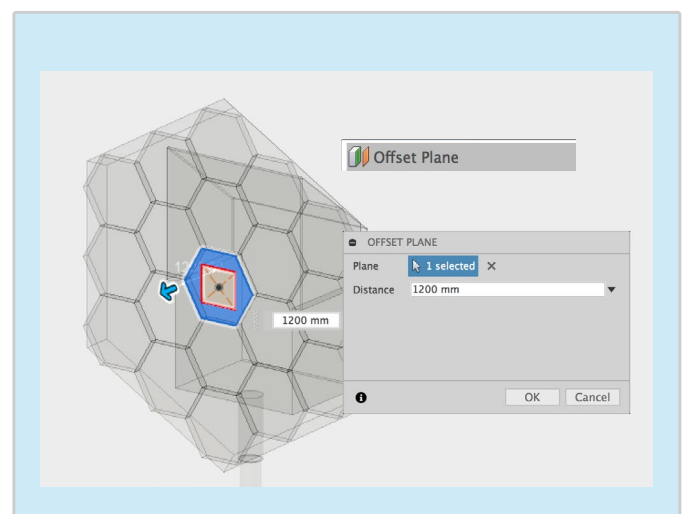 Offset Plane
OFFSET PLANE
Plane 1 selected
Distance 1200 mm
1200 mm
OK Cancel